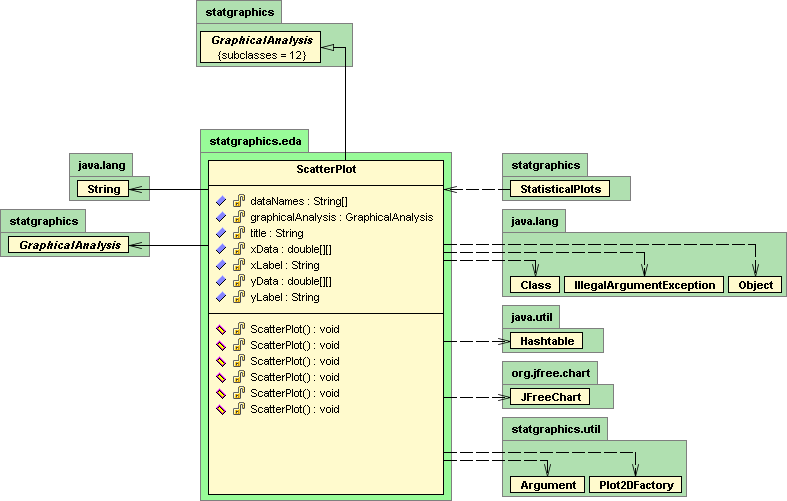 statgraphics
GraphicalAnalysis
{subclasses = 12}
statgraphics.eda
ScatterPlot
dataNames : String[]
graphicalAnalysis : GraphicalAnalysis
title : String
xData : double[][]
xLabel : String
yData : double[][]
yLabel : String
ScatterPlot() : void
ScatterPlot() : void
ScatterPlot() : void
ScatterPlot() : void
ScatterPlot() : void
ScatterPlot() : void
java.lang
String
statgraphics
GraphicalAnalysis
statgraphics
StatisticalPlots
java.lang
Class
IllegalArgumentException
Object
java.util
Hashtable
org.jfree.chart
JFreeChart
statgraphics.util
Argument
Plot2DFactory